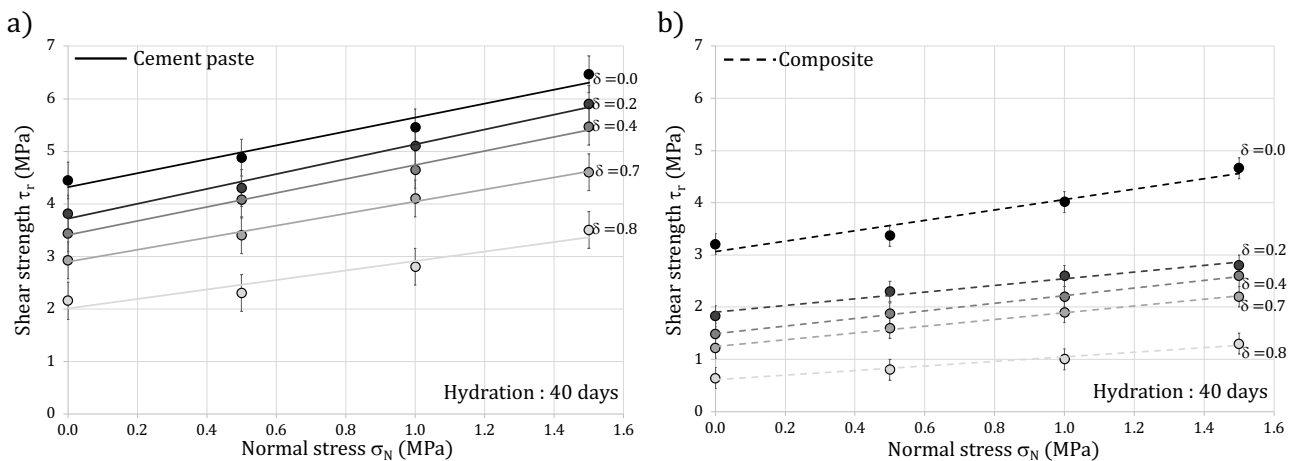 a)
Cement paste
Shear strength τr (MPa)
7
6
5
4
3
2
1
0
δ =0.0
δ =0.2
δ =0.4
δ =0.7
δ =0.8
Hydration : 40 days
0.0 0.2 0.4 0.6 0.8 1.0 1.2 1.4 1.6
Normal stress σN (MPa)
b)
Composite
Shear strength τr (MPa)
7
6
5
4
3
2
1
0
δ =0.0
δ =0.2
δ =0.4
δ =0.7
δ =0.8
Hydration : 40 days
0.0 0.2 0.4 0.6 0.8 1.0 1.2 1.4 1.6
Normal stress σN (MPa)